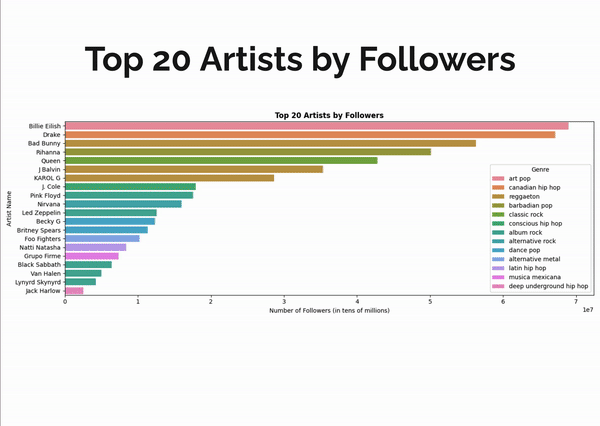 Top 20 Artists by Followers
Top 20 Artists by Followers
Artist Name
Billie Eilish
Drake
Bad Bunny
Rihanna
Queen
J Balvin
KAROL G
J. Cole
Pink Floyd
Nirvana
Led Zeppelin
Becky G
Britney Spears
Foo Fighters
Natti Natasha
Grupo Firme
Black Sabbath
Van Halen
Lynyrd Skynyrd
Jack Harlow
Genre
art pop
canadian hip hop
reggaeton
barbadian pop
classic rock
conscious hip hop
album rock
alternative rock
dance pop
alternative metal
latin hip hop
musica mexicana
deep underground hip hop
0 1 2 3 4 5 6 7
1e7
Number of Followers (in tens of millions)